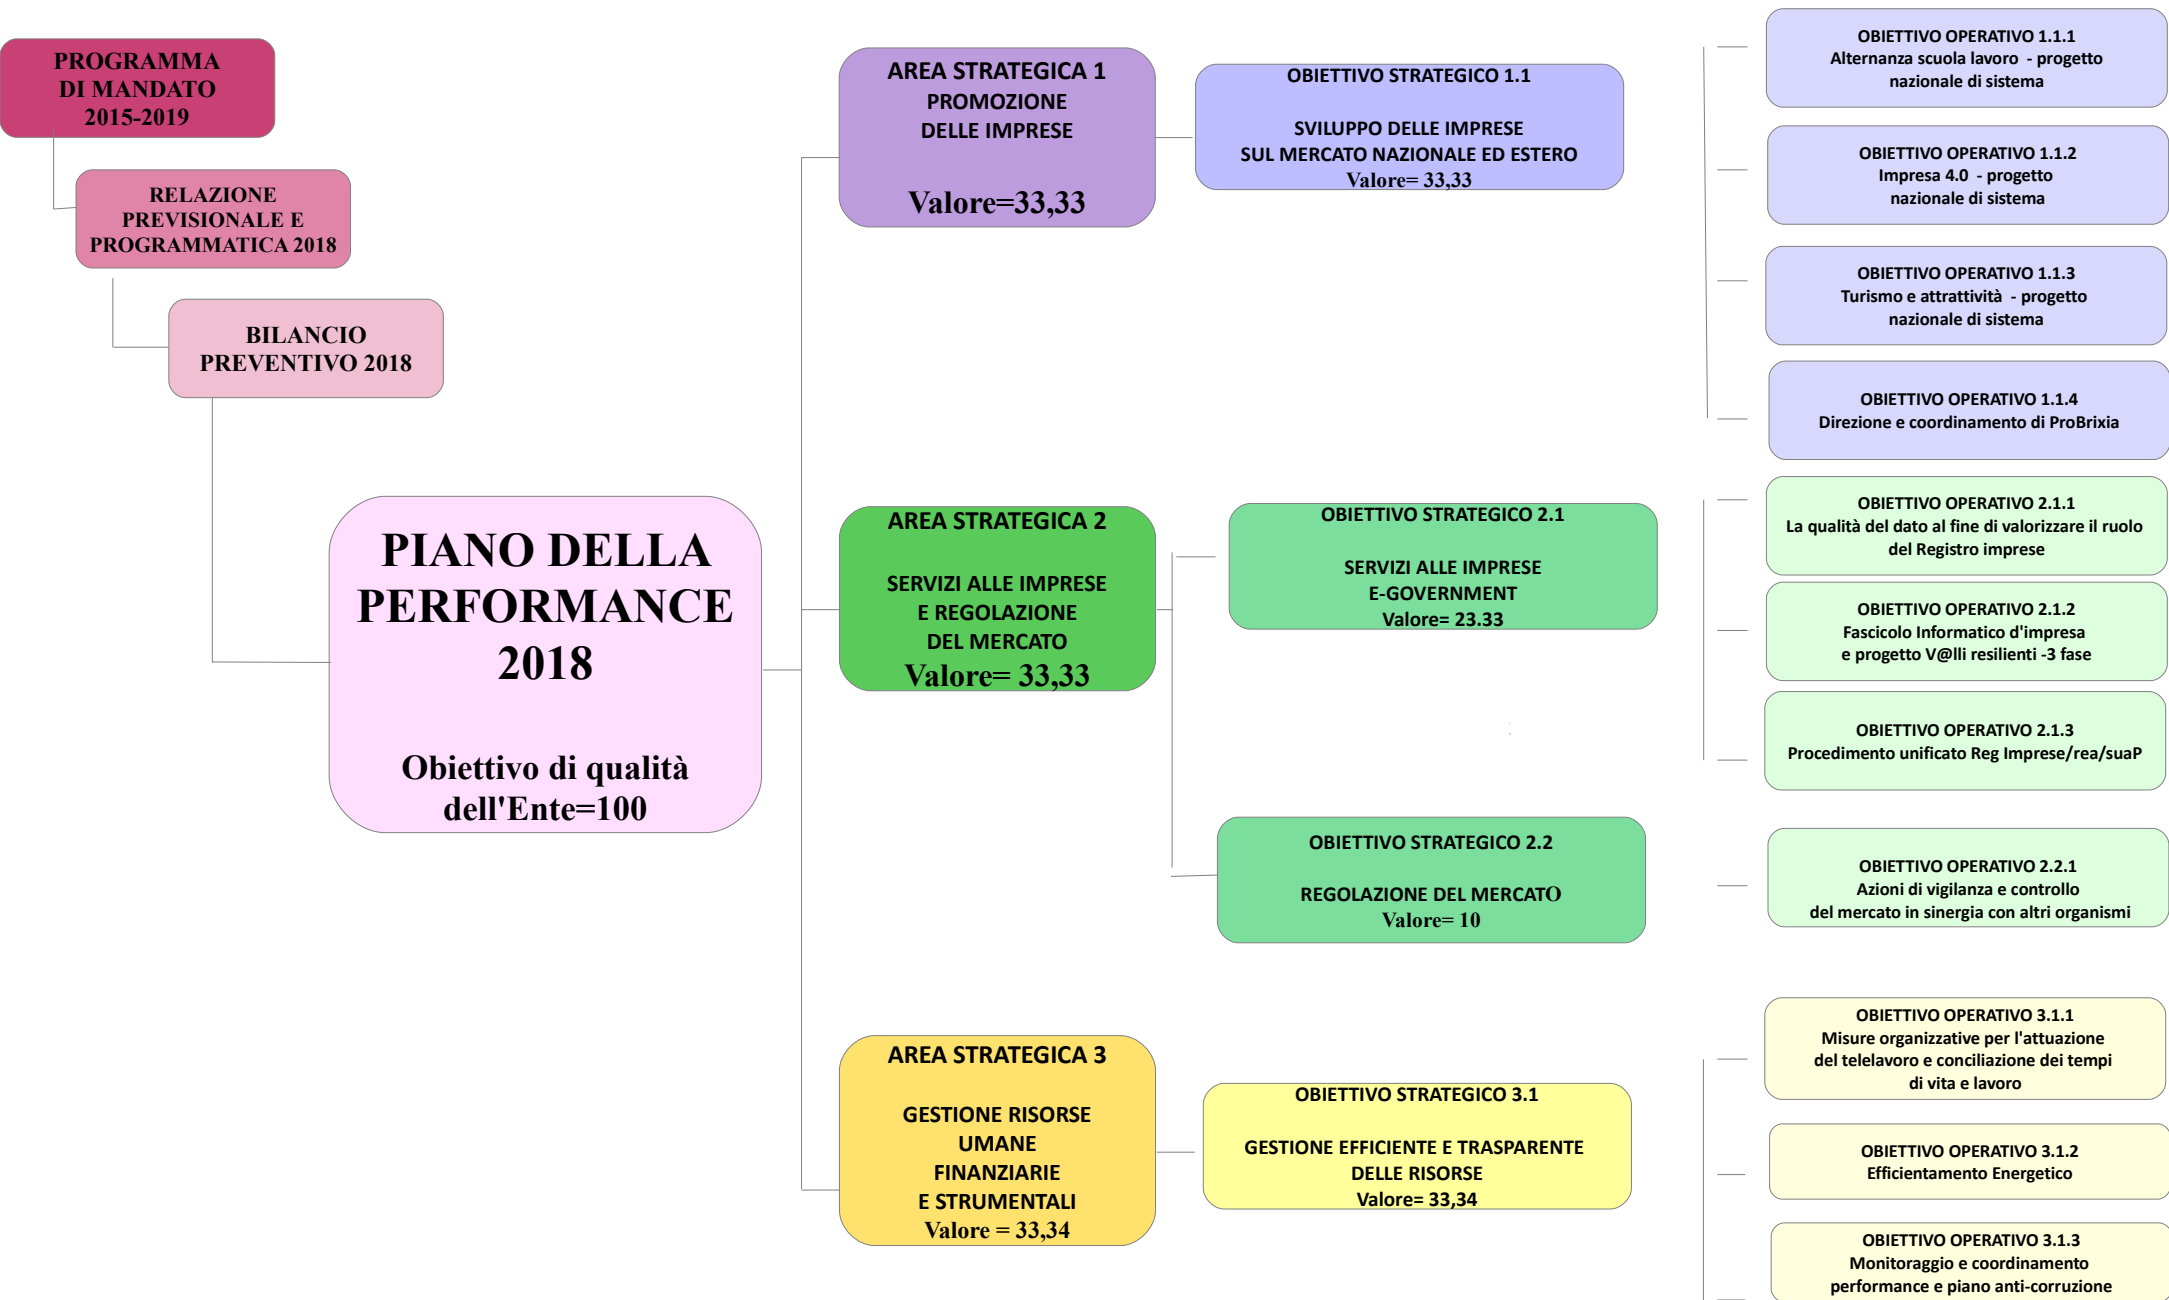 PROGRAMMA
DI MANDATO
2015-2019
RELAZIONE
PREVISIONALE E
PROGRAMMATICA 2018
BILANCIO
PREVENTIVO 2018
PIANO DELLA
PERFORMANCE
2018
Obiettivo di qualità
dell'Ente=100
AREA STRATEGICA 1
PROMOZIONE
DELLE IMPRESE
Valore=33,33
OBIETTIVO STRATEGICO 1.1
SVILUPPO DELLE IMPRESE
SUL MERCATO NAZIONALE ED ESTERO
Valore= 33,33
OBIETTIVO OPERATIVO 1.1.1
Alternanza scuola lavoro - progetto
nazionale di sistema
OBIETTIVO OPERATIVO 1.1.2
Impresa 4.0 - progetto
nazionale di sistema
OBIETTIVO OPERATIVO 1.1.3
Turismo e attrattività - progetto
nazionale di sistema
OBIETTIVO OPERATIVO 1.1.4
Direzione e coordinamento di ProBrixia
AREA STRATEGICA 2
SERVIZI ALLE IMPRESE
E REGOLAZIONE
DEL MERCATO
Valore= 33,33
OBIETTIVO STRATEGICO 2.1
SERVIZI ALLE IMPRESE
E-GOVERNMENT
Valore= 23.33
OBIETTIVO OPERATIVO 2.1.1
La qualità del dato al fine di valorizzare il ruolo
del Registro imprese
OBIETTIVO OPERATIVO 2.1.2
Fascicolo Informatico d'impresa
e progetto V@lli resilienti -3 fase
OBIETTIVO OPERATIVO 2.1.3
Procedimento unificato Reg Imprese/rea/suaP
OBIETTIVO STRATEGICO 2.2
REGOLAZIONE DEL MERCATO
Valore= 10
OBIETTIVO OPERATIVO 2.2.1
Azioni di vigilanza e controllo
del mercato in sinergia con altri organismi
AREA STRATEGICA 3
GESTIONE RISORSE
UMANE
FINANZIARIE
E STRUMENTALI
Valore = 33,34
OBIETTIVO STRATEGICO 3.1
GESTIONE EFFICIENTE E TRASPARENTE
DELLE RISORSE
Valore= 33,34
OBIETTIVO OPERATIVO 3.1.1
Misure organizzative per l'attuazione
del telelavoro e conciliazione dei tempi
di vita e lavoro
OBIETTIVO OPERATIVO 3.1.2
Efficientamento Energetico
OBIETTIVO OPERATIVO 3.1.3
Monitoraggio e coordinamento
performance e piano anti-corruzione